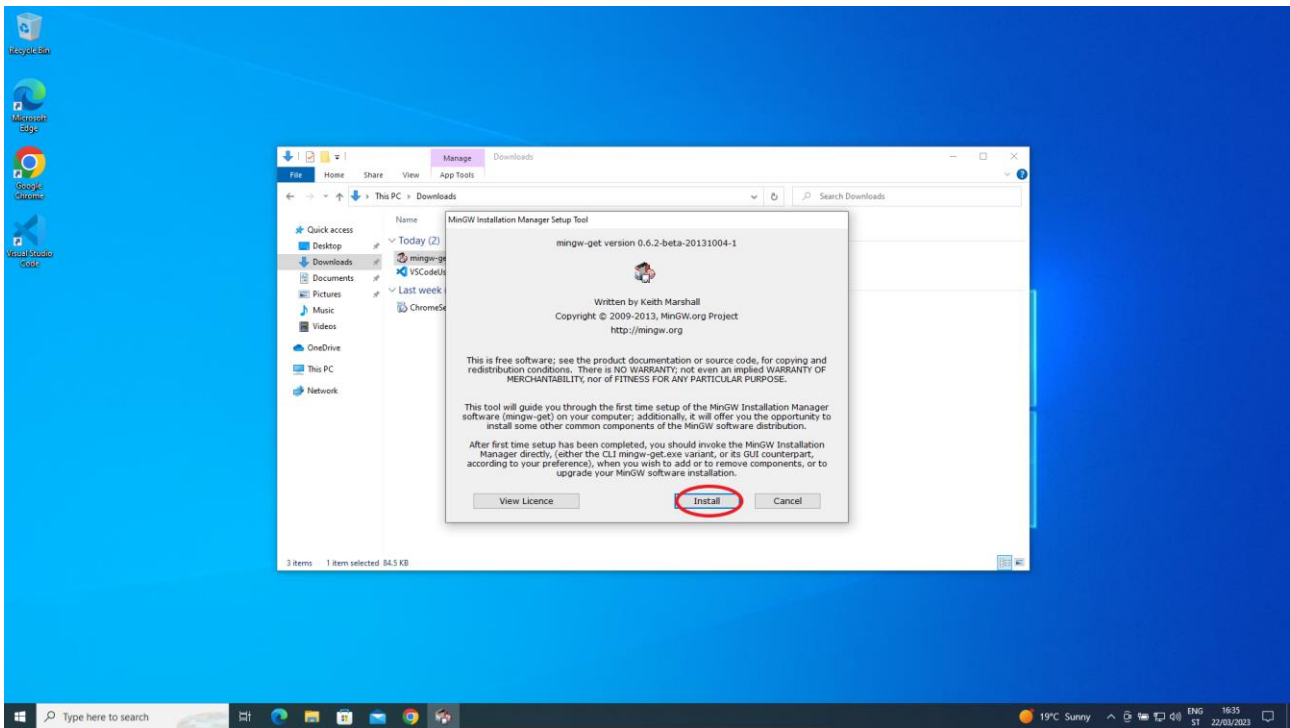 Recycle Bin
Microsoft
Edge
Google
Chrome
Visual Studio
Code
Manage
Downloads
File
Home
Share
View
App Tools
This PC
Downloads
Search Downloads
Quick access
Desktop
Downloads
Documents
Pictures
Music
Videos
OneDrive
This PC
Network
Name
Today (2)
mingw-ge
VSCodeUs
Last week
ChromeSe
MinGW Installation Manager Setup Tool
mingw-get version 0.6.2-beta-20131004-1
Written by Keith Marshall
Copyright © 2009-2013, MinGW.org Project
http://mingw.org
This is free software; see the product documentation or source code, for copying and
redistribution conditions. There is NO WARRANTY; not even an implied WARRANTY OF
MERCHANTABILITY, nor of FITNESS FOR ANY PARTICULAR PURPOSE.
This tool will guide you through the first time setup of the MinGW Installation Manager
software (mingw-get) on your computer; additionally, it will offer you the opportunity to
install some other common components of the MinGW software distribution.
After first time setup has been completed, you should invoke the MinGW Installation
Manager directly, (either the CLI mingw-get.exe variant, or its GUI counterpart,
according to your preference), when you wish to add or to remove components, or to
upgrade your MinGW software installation.
View Licence
Install
Cancel
3 items
1 item selected 84.5 KB
Type here to search
19°C Sunny
ENG
ST
16:35
22/03/2023